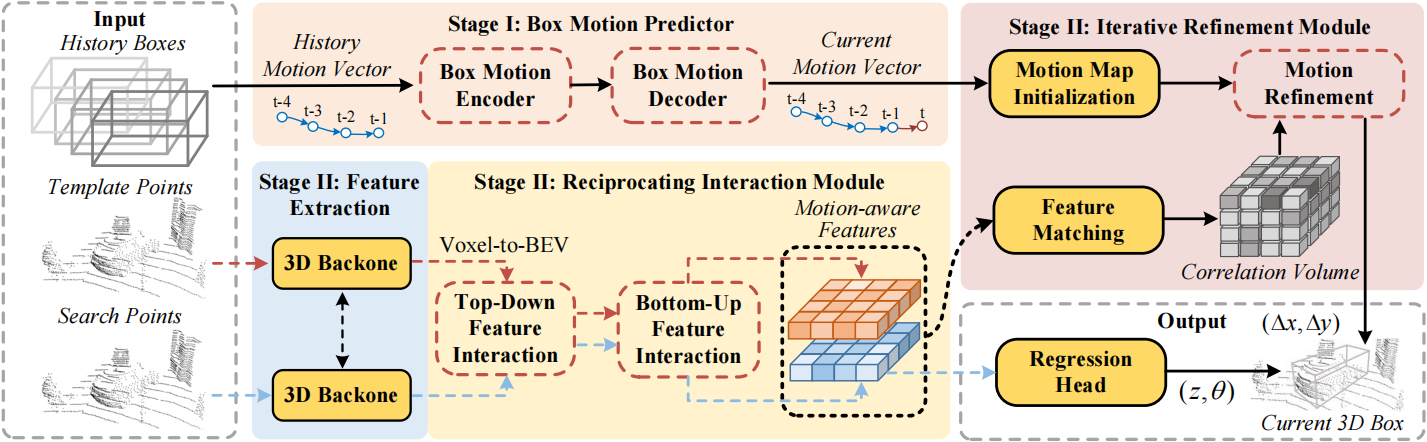 Input
History Boxes
Template Points
Search Points
Stage I: Box Motion Predictor
History
Motion Vector
t-4
t-3
t-2
t-1
Box Motion
Encoder
Box Motion
Decoder
Current
Motion Vector
t-4
t-3
t-2
t-1
t
Stage II: Feature
Extraction
3D Backone
3D Backone
Stage II: Reciprocating Interaction Module
Voxel-to-BEV
Top-Down
Feature
Interaction
Bottom-Up
Feature
Interaction
Motion-aware
Features
Stage II: Iterative Refinement Module
Motion Map
Initialization
Motion
Refinement
Feature
Matching
Correlation Volume
Output
(Δx,Δy)
Regression
Head
(z,θ)
Current 3D Box